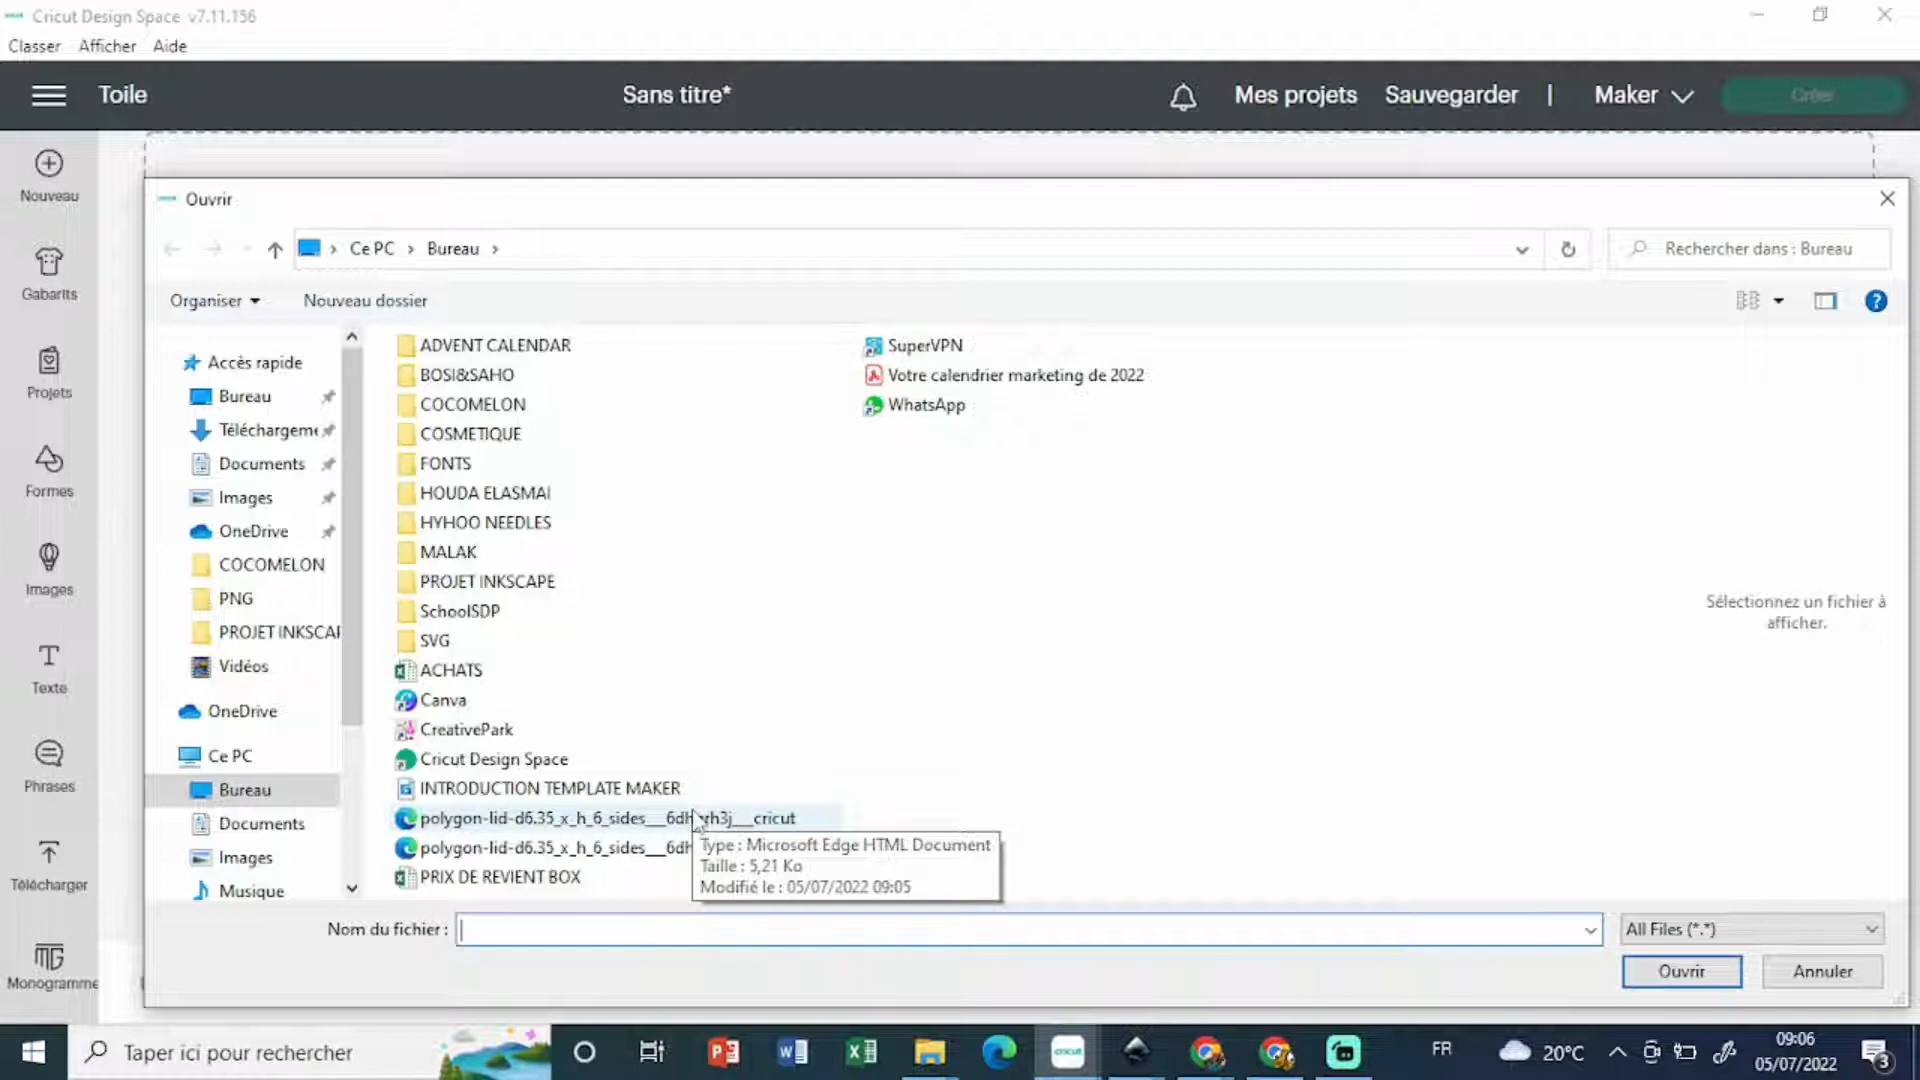 Cricut Design Space v7.11.156
Classer Afficher Aide
Toile
Sans titre*
Mes projets Sauvegarder | Maker
Créer
Nouveau
Gabarits
Projets
Formes
Images
Texte
Phrases
Télécharger
Monogramme
Ouvrir
Ce PC › Bureau ›
Rechercher dans : Bureau
Organiser
Nouveau dossier
Accès rapide
Bureau
Téléchargeme
Documents
Images
OneDrive
COCOMELON
PNG
PROJET INKSCAP
Vidéos
OneDrive
Ce PC
Bureau
Documents
Images
Musique
ADVENT CALENDAR
BOSI&SAHO
COCOMELON
COSMETIQUE
FONTS
HOUDA ELASMAI
HYHOO NEEDLES
MALAK
PROJET INKSCAPE
SchoolSDP
SVG
ACHATS
Canva
CreativePark
Cricut Design Space
INTRODUCTION TEMPLATE MAKER
polygon-lid-d6.35_x_h_6_sides___6dh
h3j___cricut
polygon-lid-d6.35_x_h_6_sides___6dh
PRIX DE REVIENT BOX
SuperVPN
Votre calendrier marketing de 2022
WhatsApp
Type : Microsoft Edge HTML Document
Taille : 5,21 Ko
Modifié le : 05/07/2022 09:05
Sélectionnez un fichier à
afficher.
Nom du fichier :
All Files (*.*)
Ouvrir
Annuler
Taper ici pour rechercher
cricut
FR
20°C
09:06
05/07/2022
3